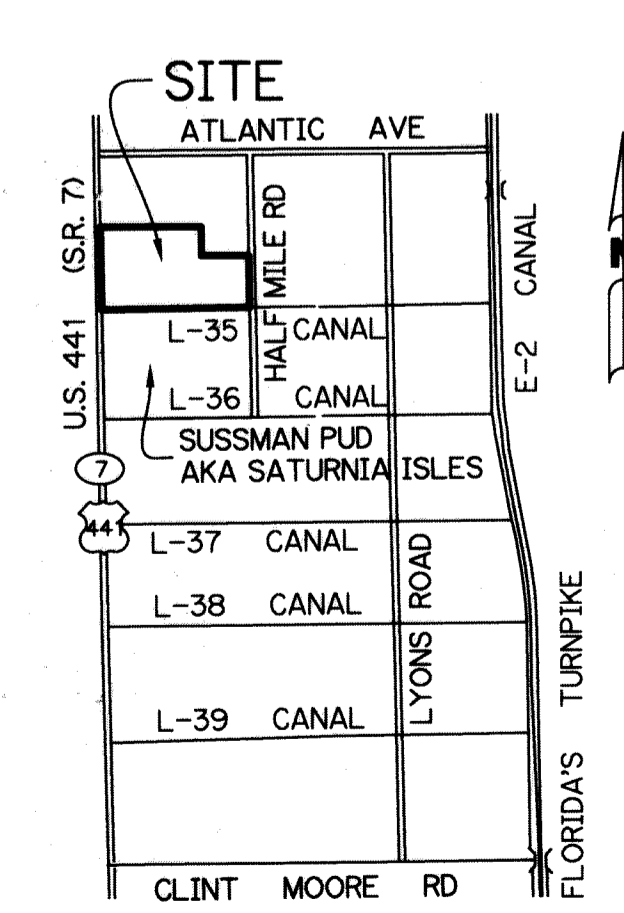 SITE
ATLANTIC AVE
U.S. 441 (S.R. 7)
HALF MILE RD
E-2 CANAL
L-35 CANAL
L-36 CANAL
SUSSMAN PUD
AKA SATURNIA ISLES
7
441
L-37 CANAL
L-38 CANAL
LYONS ROAD
L-39 CANAL
FLORIDA'S TURNPIKE
CLINT MOORE RD